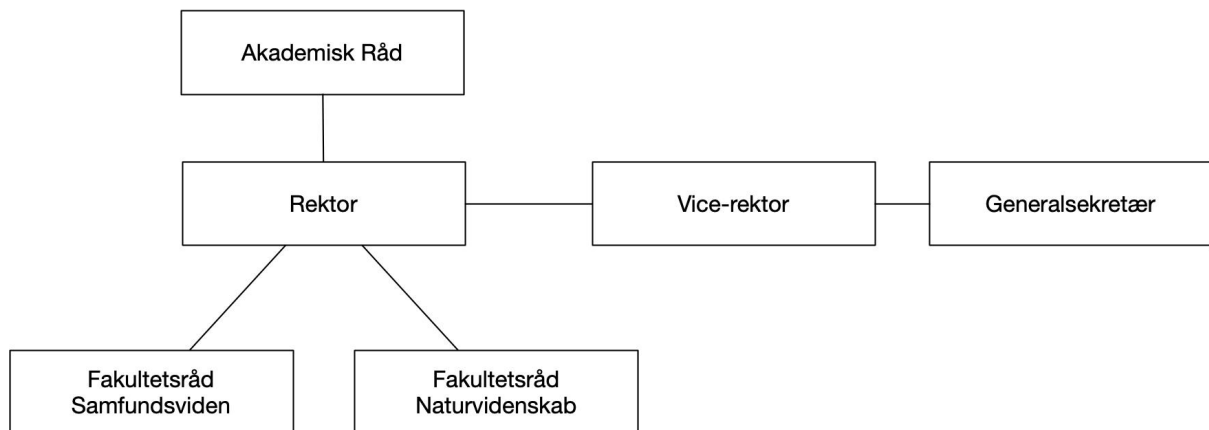 Akademisk Råd
Rektor
Vice-rektor
Generalsekretær
Fakultetsråd
Samfundsviden
Fakultetsråd
Naturvidenskab